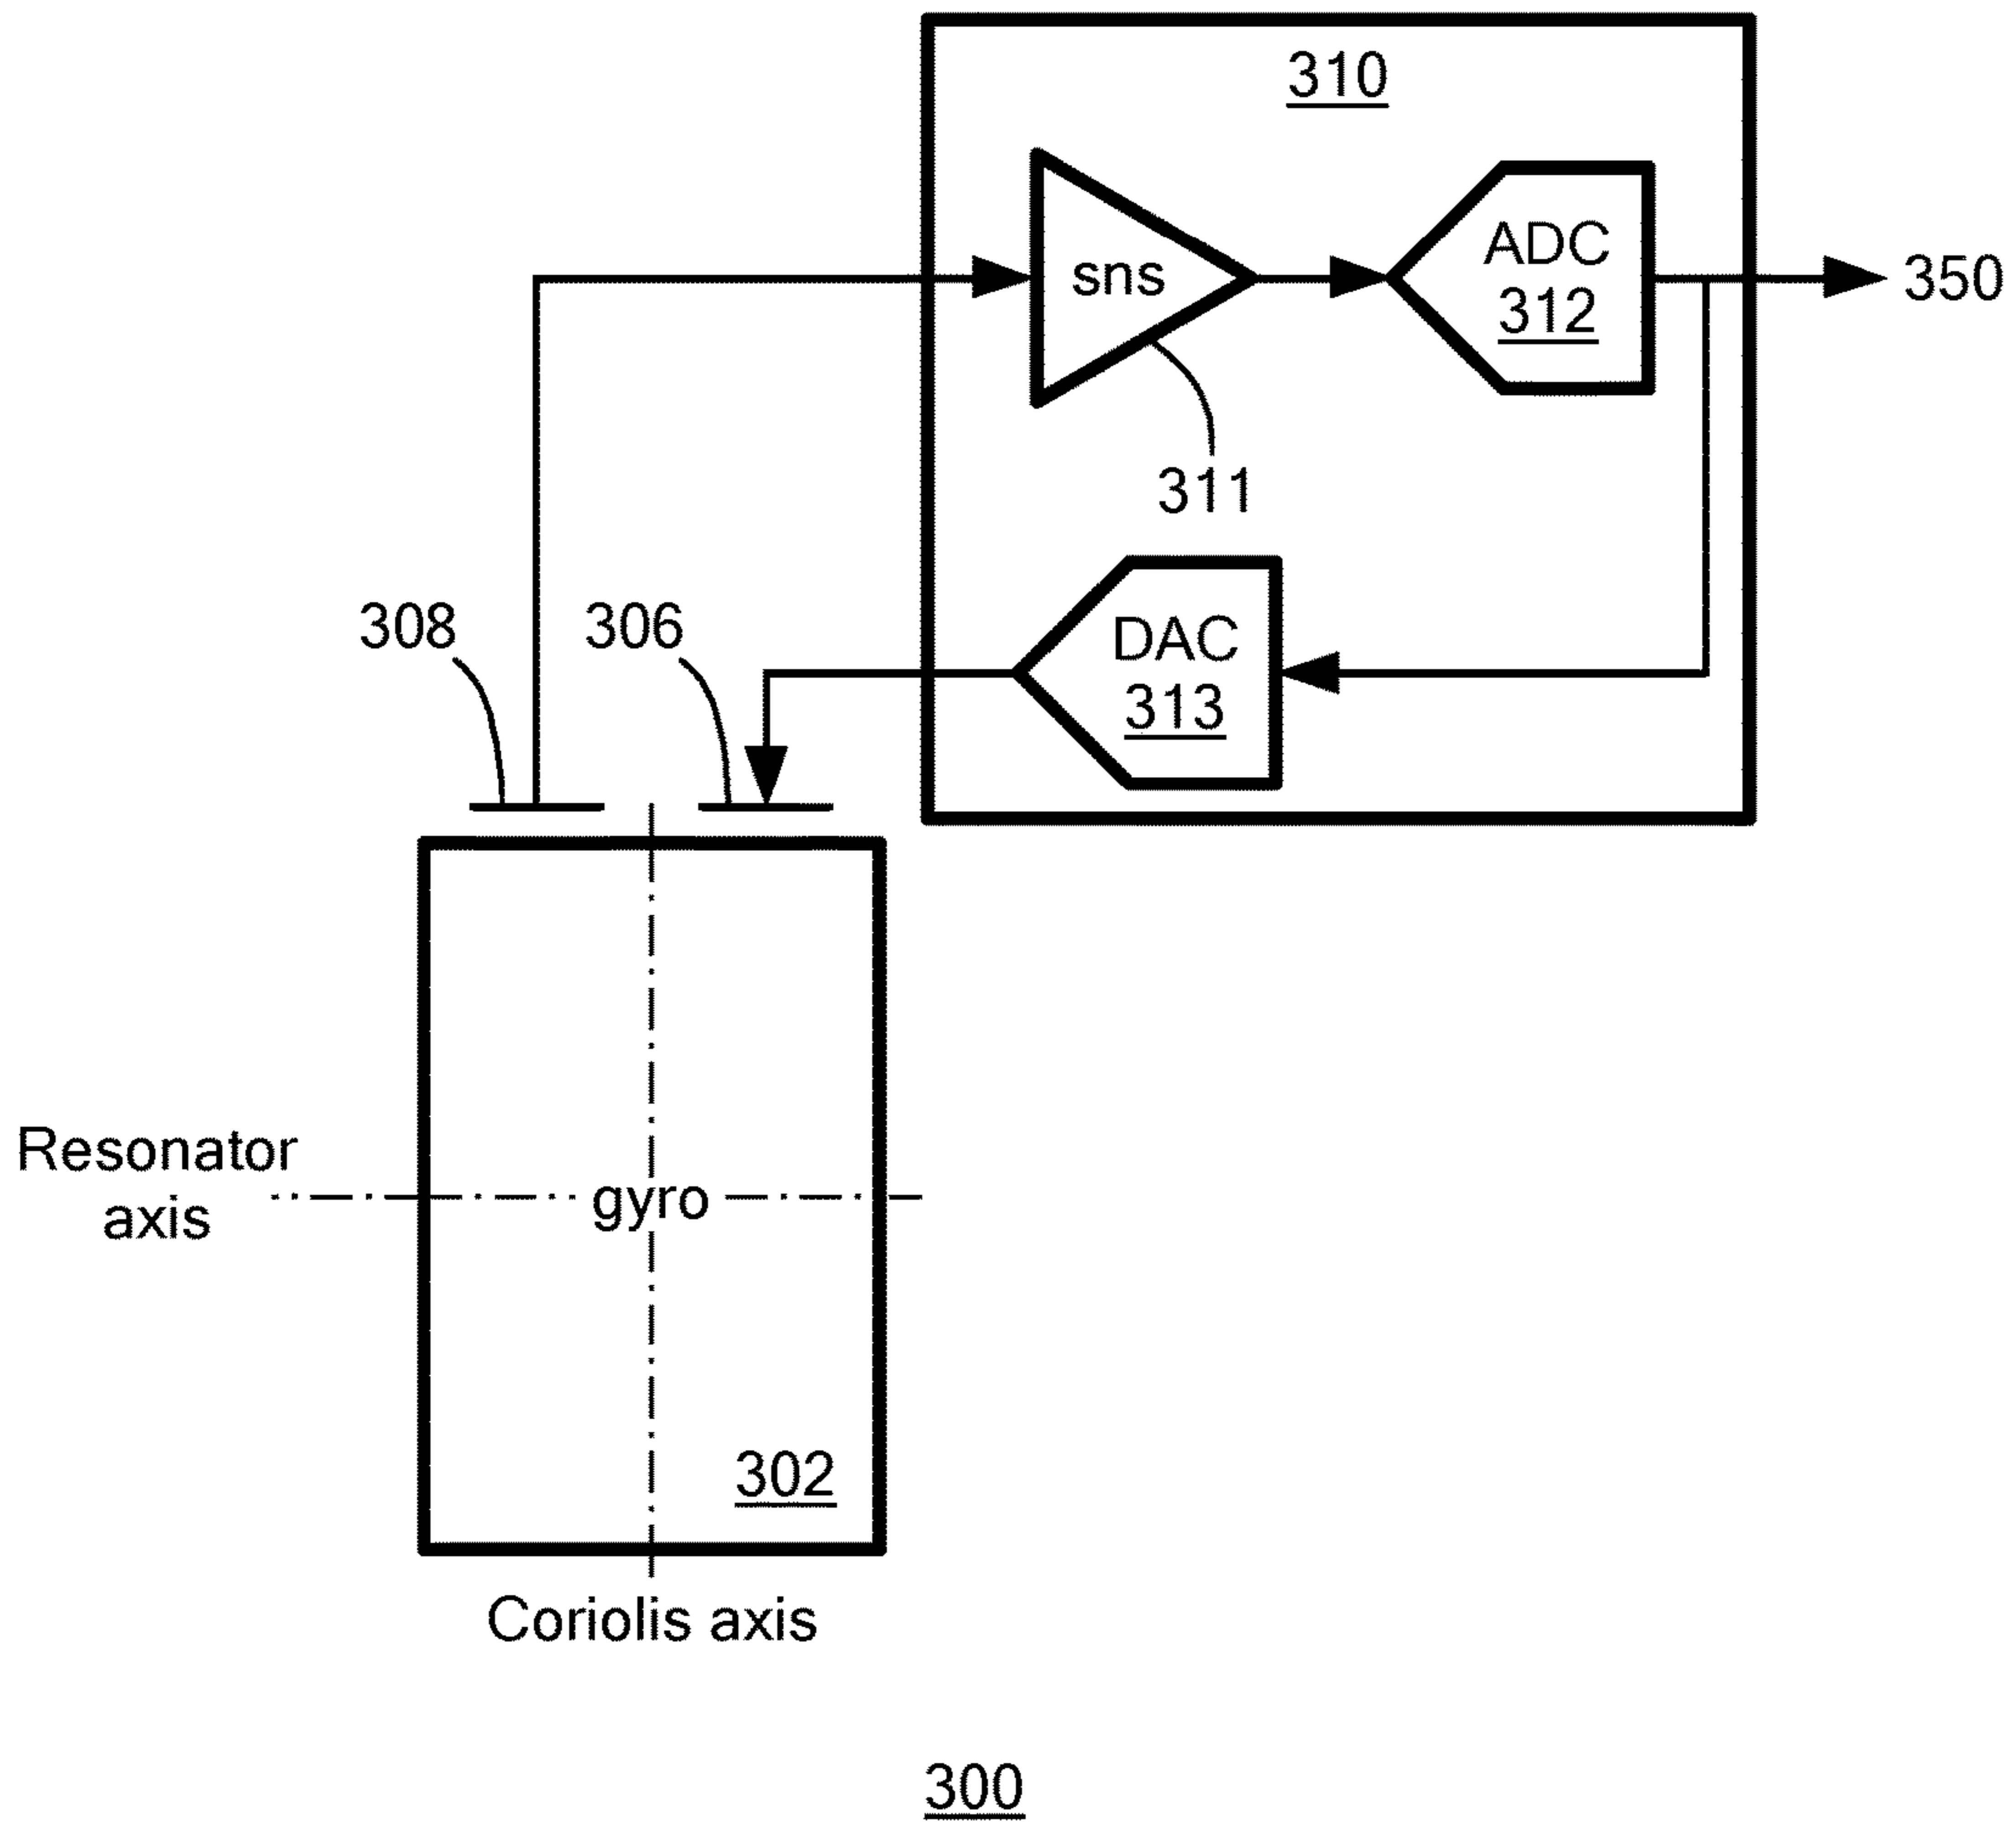 310
sns
ADC
312
350
311
308
306
DAC
313
Resonator
axis
gyro
302
Coriolis axis
300